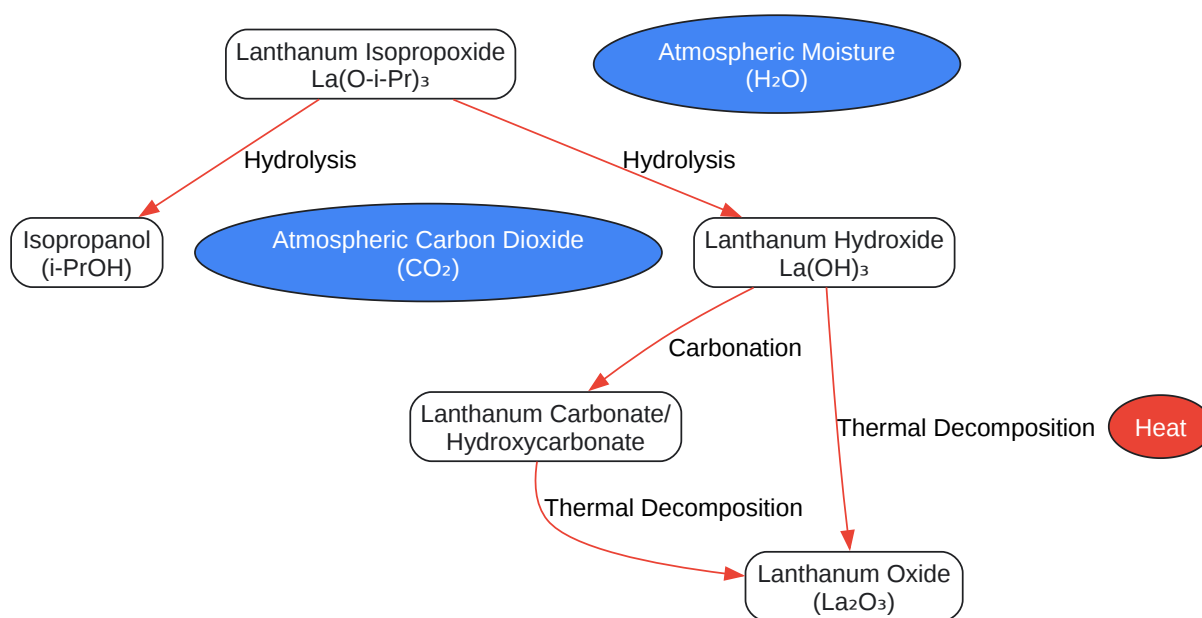 Lanthanum Isopropoxide
La(O-i-Pr)₃
Atmospheric Moisture
(H₂O)
Hydrolysis
Hydrolysis
Isopropanol
(i-PrOH)
Atmospheric Carbon Dioxide
(CO₂)
Lanthanum Hydroxide
La(OH)₃
Carbonation
Lanthanum Carbonate/
Hydroxycarbonate
Thermal Decomposition
Heat
Thermal Decomposition
Lanthanum Oxide
(La₂O₃)